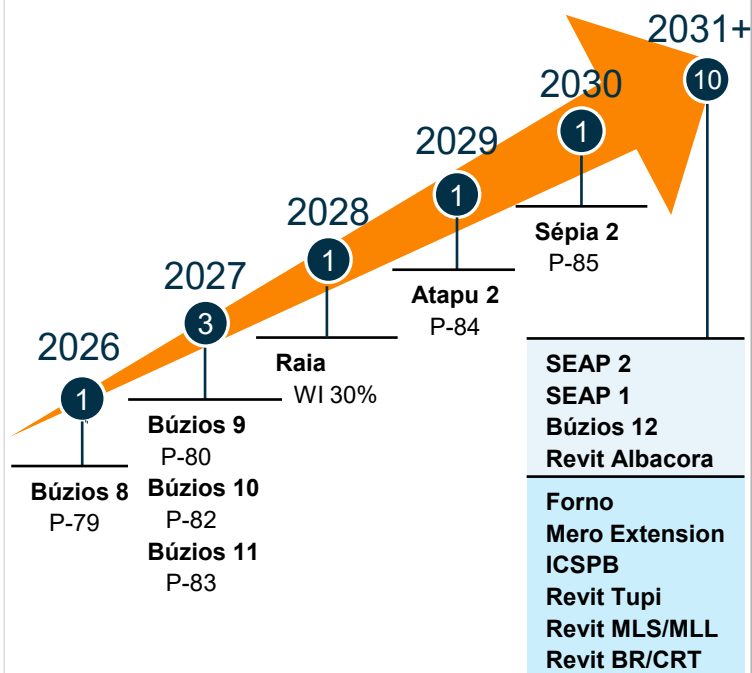 2026
1
Búzios 8
P-79
2027
3
Búzios 9
P-80
Búzios 10
P-82
Búzios 11
P-83
2028
1
Raia
WI 30%
2029
1
Atapu 2
P-84
2030
1
Sépia 2
P-85
2031+
10
SEAP 2
SEAP 1
Búzios 12
Revit Albacora
Forno
Mero Extension
ICSPB
Revit Tupi
Revit MLS/MLL
Revit BR/CRT